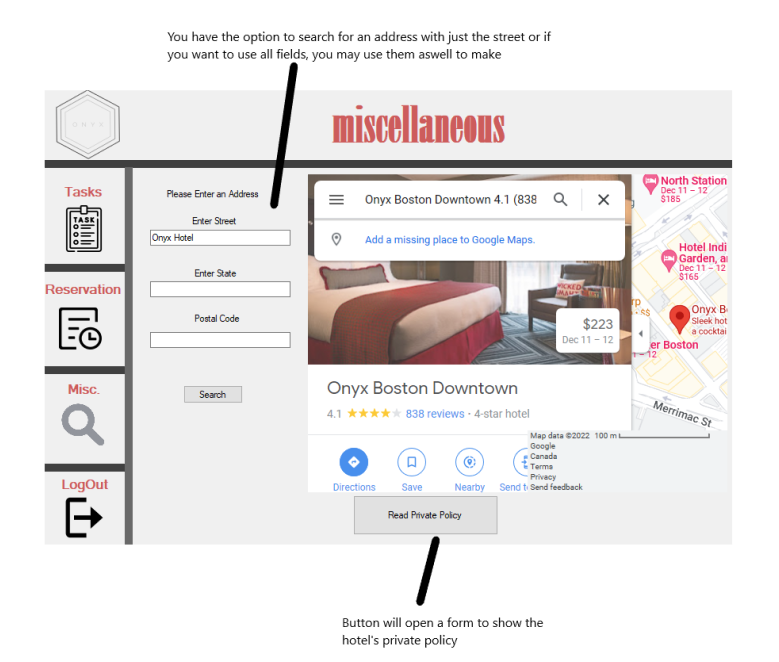 You have the option to search for an address with just the street or if
you want to use all fields, you may use them aswell to make
ONYX
miscellaneous
Tasks
TASK
Reservation
Misc.
LogOut
Please Enter an Address
Enter Street
Onyx Hotel
Enter State
Postal Code
Search
Onyx Boston Downtown 4.1 (838
Add a missing place to Google Maps.
WICKED
SMAHT
$223
Dec 11 – 12
Onyx Boston Downtown
4.1 838 reviews · 4-star hotel
Directions Save Nearby Send t
North Station
Dec 11 – 12
$185
Hotel Indi
Garden, a
Dec 11 – 12
$165
rp
· $$
Onyx B
Sleek hot
a cocktai
er Boston
1 – 12
Merrimac St
Map data ©2022 100 m
Google
Canada
Terms
Privacy
Send feedback
Read Private Policy
Button will open a form to show the
hotel's private policy